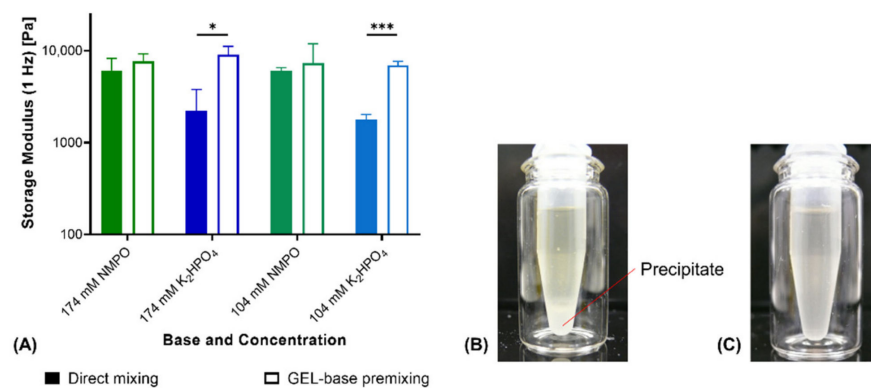 Storage Modulus (1 Hz) [Pa]
10,000
1000
100
*
***
174 mM NMPO
174 mM K₂HPO₄
104 mM NMPO
104 mM K₂HPO₄
Base and Concentration
(A)
Direct mixing
GEL-base premixing
Precipitate
(B)
(C)